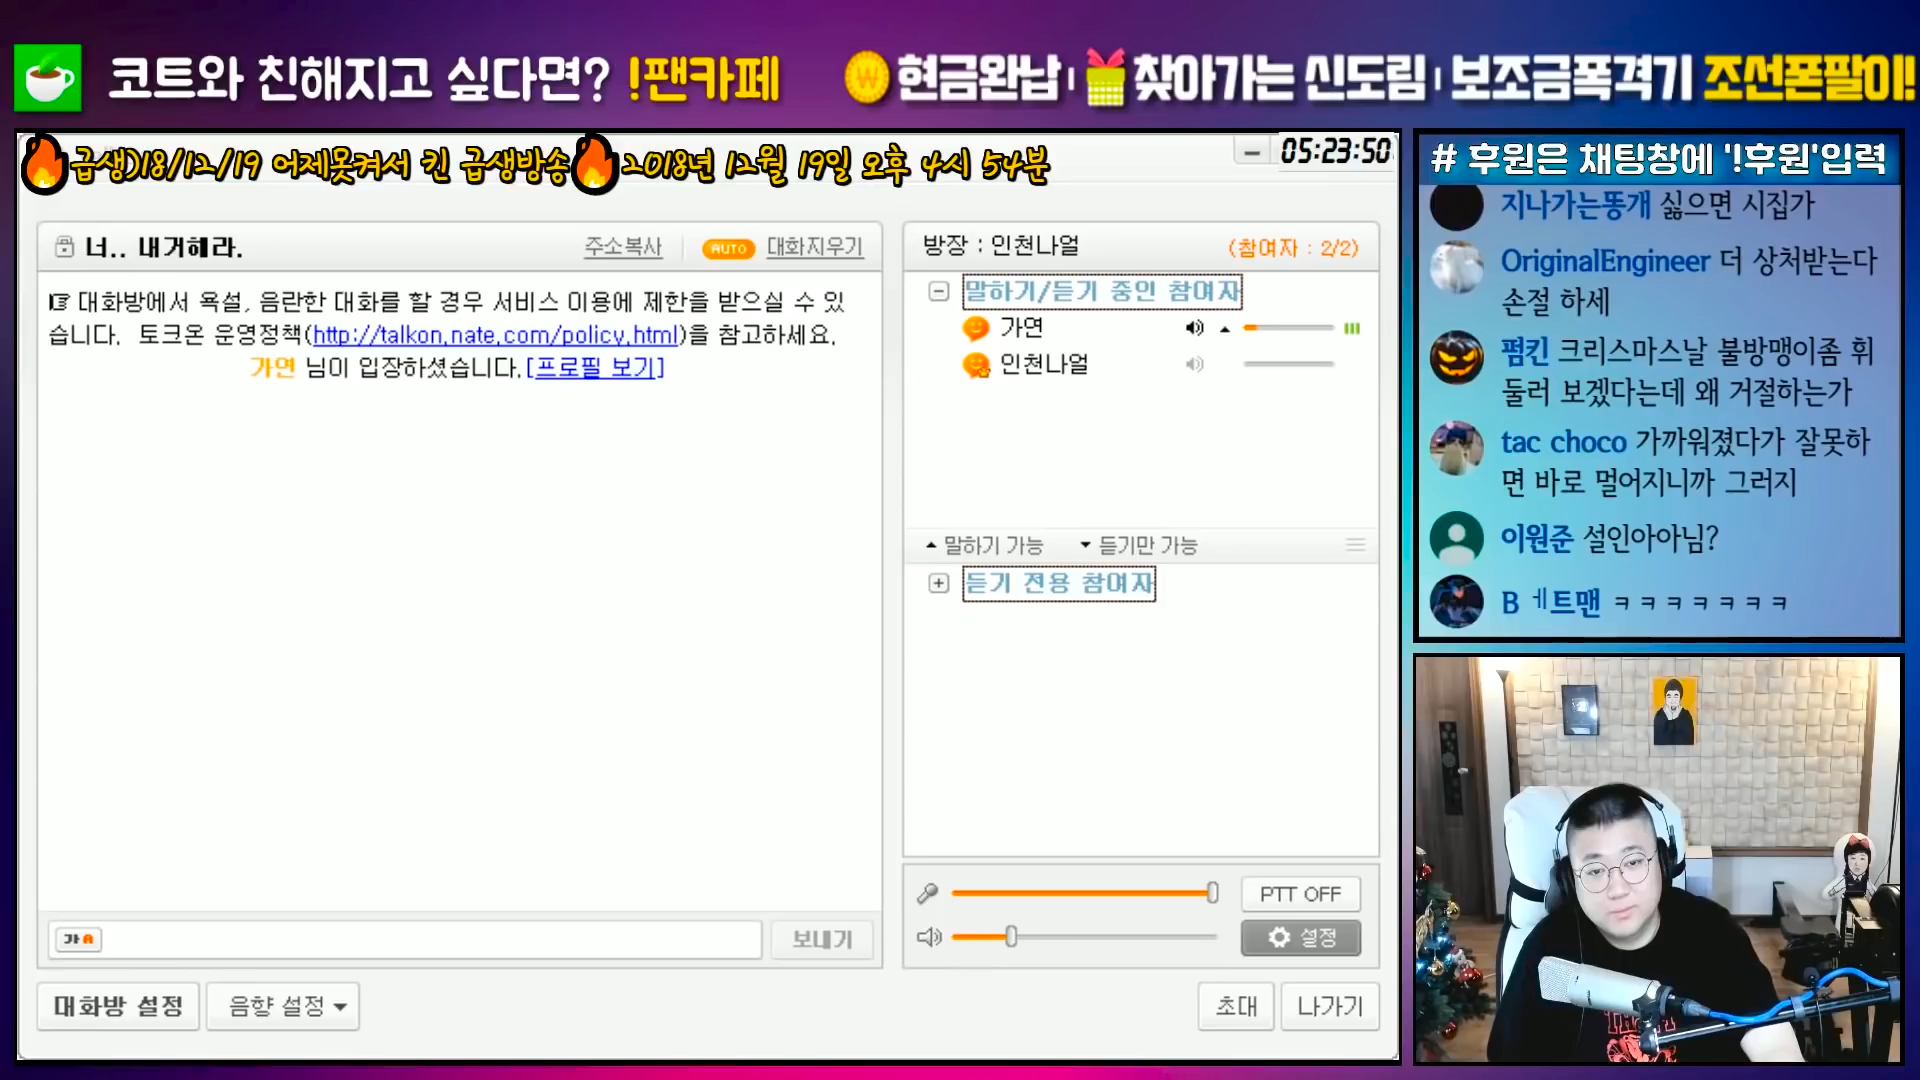 코트와 친해지고 싶다면? !팬카페
현금완납 | 찾아가는 신도림 | 보조금폭격기 조선폰팔이!
급생)18/12/19 어제못켜서 킨 급생방송 2018년 12월 19일 오후 4시 54분
05:23:50
너.. 내거헤라.
주소복사
AUTO
대화지우기
☞ 대화방에서 욕설, 음란한 대화를 할 경우 서비스 이용에 제한을 받으실 수 있
습니다. 토크온 운영정책(http://talkon.nate.com/policy.html)을 참고하세요.
가연 님이 입장하셨습니다.[프로필 보기]
방장 : 인천나얼
(참여자 : 2/2)
말하기/듣기 중인 참여자
가연
인천나얼
말하기 가능
듣기만 가능
듣기 전용 참여자
가A
보내기
PTT OFF
설정
대화방 설정
음향 설정
초대
나가기
# 후원은 채팅창에 '!후원'입력
지나가는똥개 싫으면 시집가
OriginalEngineer 더 상처받는다
손절 하세
펌킨 크리스마스날 불방맹이좀 휘
둘러 보겠다는데 왜 거절하는가
tac choco 가까워졌다가 잘못하
면 바로 멀어지니까 그러지
이원준 설인아아님?
B ㅔ트맨 ㅋㅋㅋㅋㅋㅋㅋ